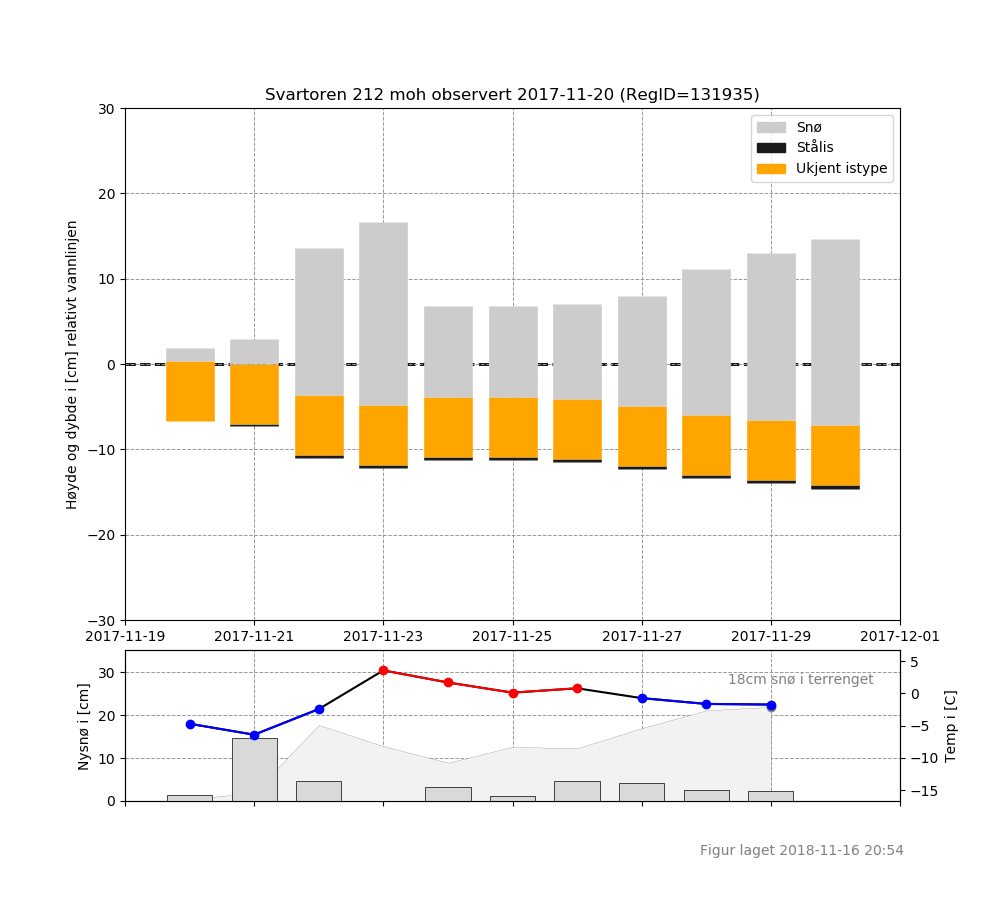 Svartoren 212 moh observert 2017-11-20 (RegID=131935)
Høyde og dybde i [cm] relativt vannlinjen
30
20
10
0
−10
−20
−30
Snø
Stålis
Ukjent istype
2017-11-19
2017-11-21
2017-11-23
2017-11-25
2017-11-27
2017-11-29
2017-12-01
Nysnø i [cm]
30
20
10
0
18cm snø i terrenget
5
0
−5
−10
−15
Temp i [C]
Figur laget 2018-11-16 20:54